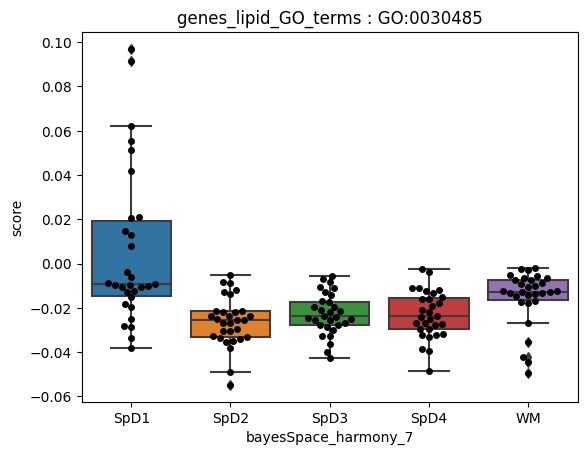 genes_lipid_GO_terms : GO:0030485
0.10
0.08
0.06
0.04
0.02
0.00
−0.02
−0.04
−0.06
score
SpD1 SpD2 SpD3 SpD4 WM
bayesSpace_harmony_7